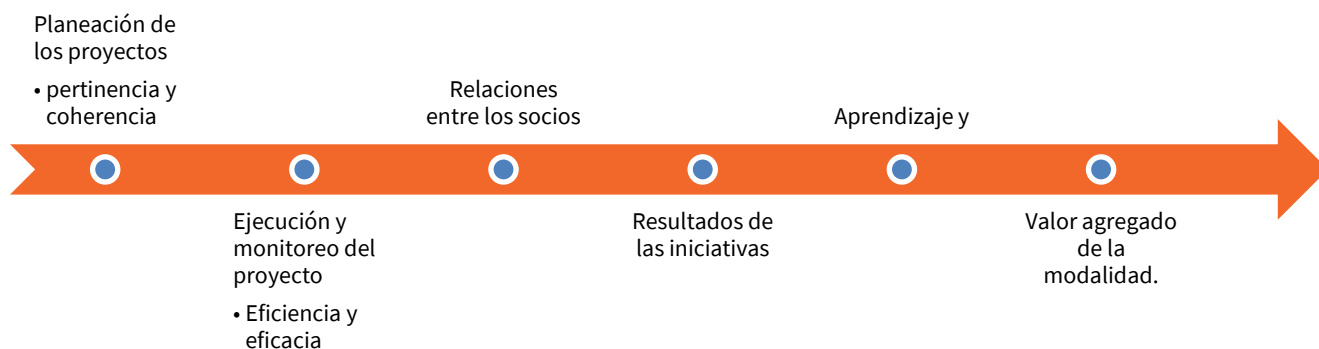 Planeación de
los proyectos
• pertinencia y
coherencia
Ejecución y
monitoreo del
proyecto
• Eficiencia y
eficacia
Relaciones
entre los socios
Resultados de
las iniciativas
Aprendizaje y
Valor agregado
de la
modalidad.